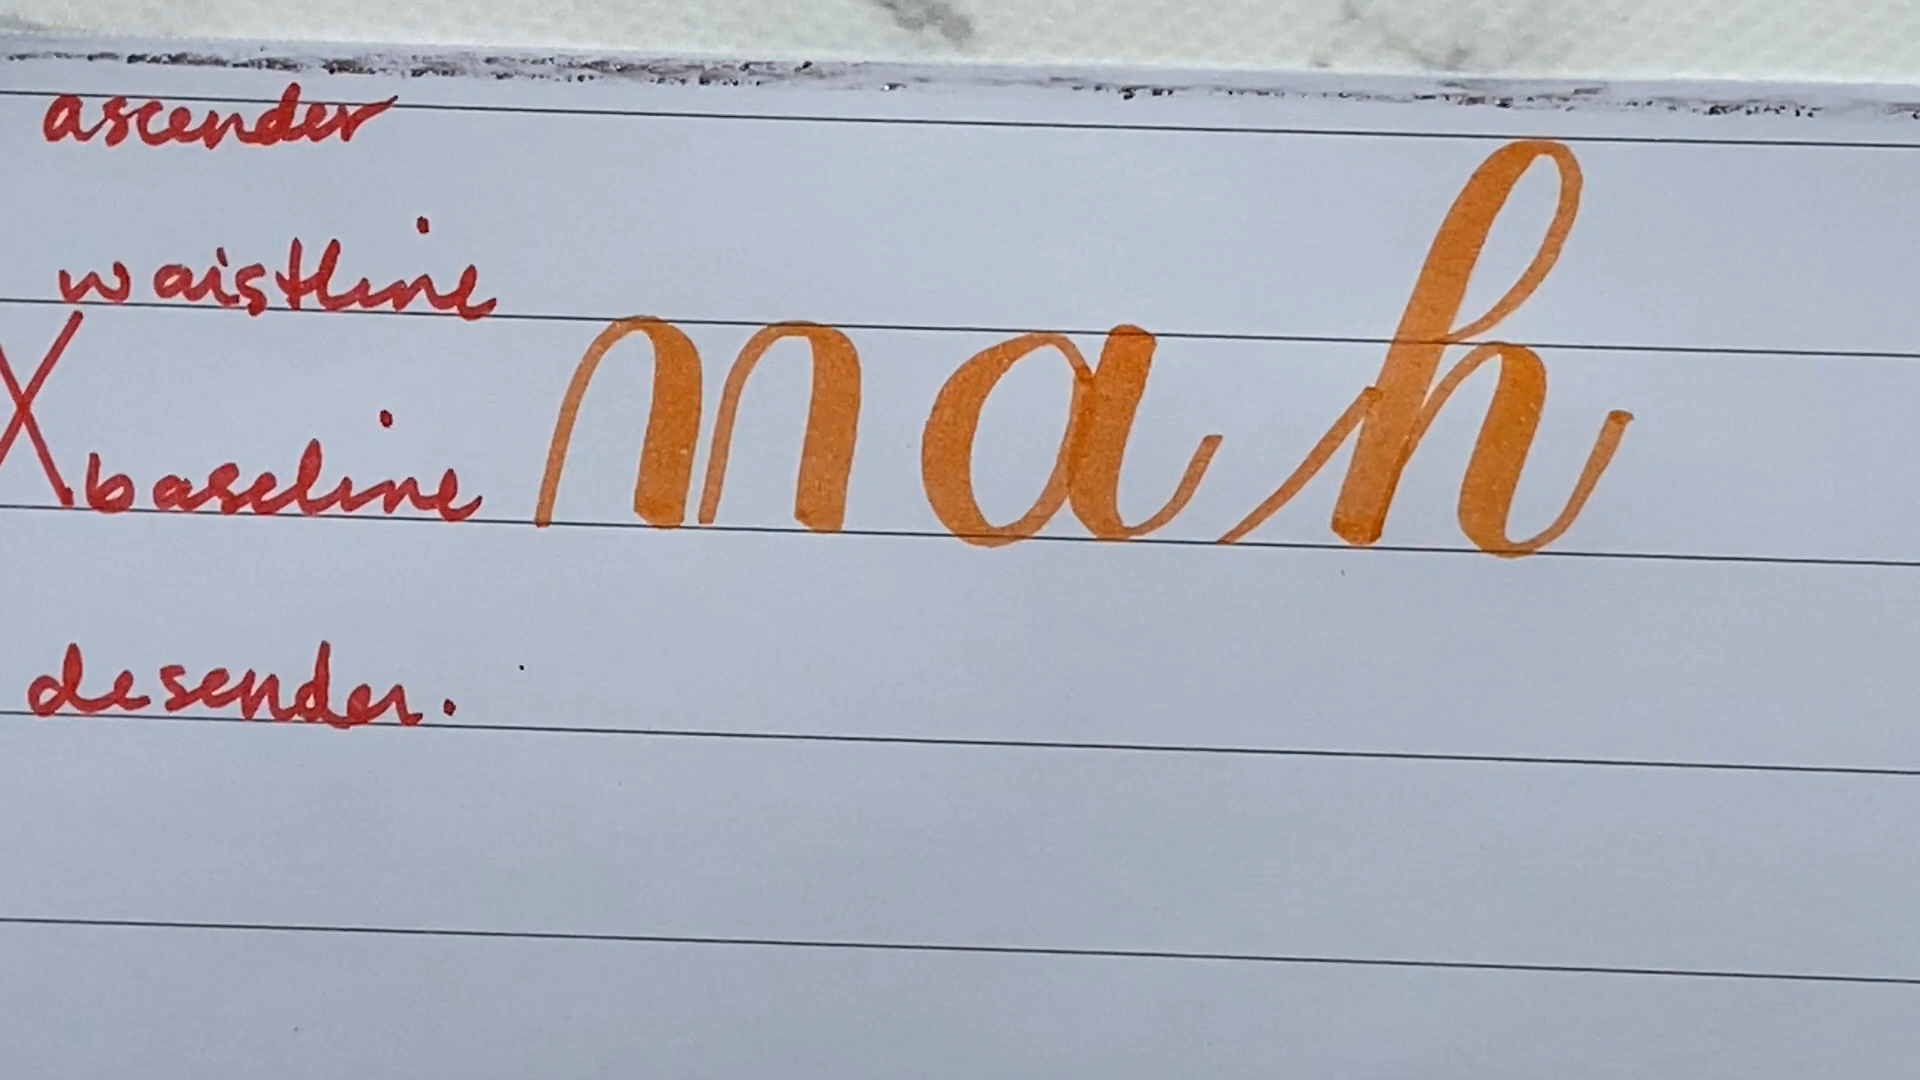 ascender
waistline
X mah
baseline
desender.